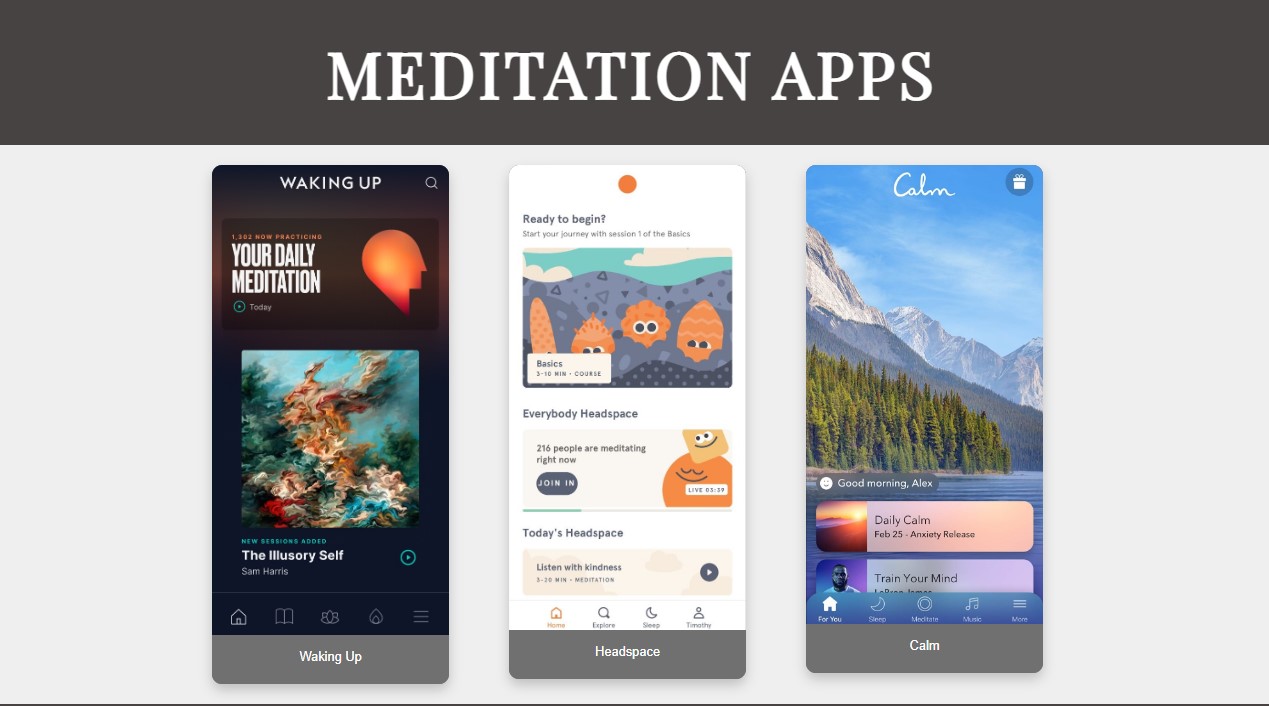 MEDITATION APPS
WAKING UP
1,302 NOW PRACTICING
YOUR DAILY
MEDITATION
Today
NEW SESSIONS ADDED
The Illusory Self
Sam Harris
Waking Up
Ready to begin?
Start your journey with session 1 of the Basics
Basics
3-10 MIN • COURSE
Everybody Headspace
216 people are meditating
right now
JOIN IN
LIVE 03:39
Today's Headspace
Listen with kindness
3-20 MIN • MEDITATION
Home Explore Sleep Timothy
Headspace
Calm
Good morning, Alex
Daily Calm
Feb 25 - Anxiety Release
Train Your Mind
LeBron James
For You Sleep Meditate Music More
Calm